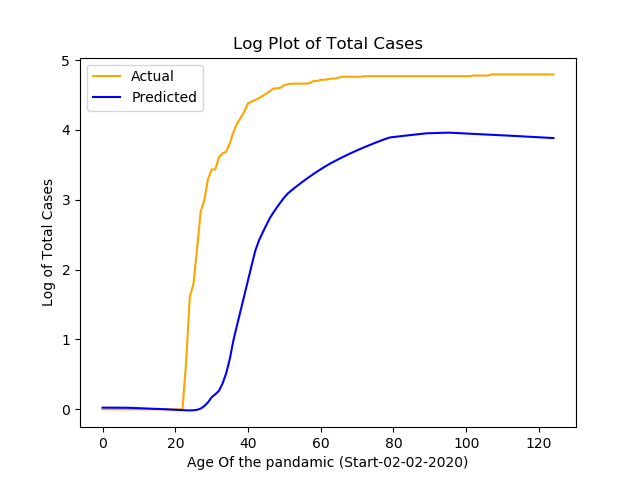 Log Plot of Total Cases
Actual
Predicted
5
4
3
2
1
0
Log of Total Cases
0 20 40 60 80 100 120
Age Of the pandamic (Start-02-02-2020)